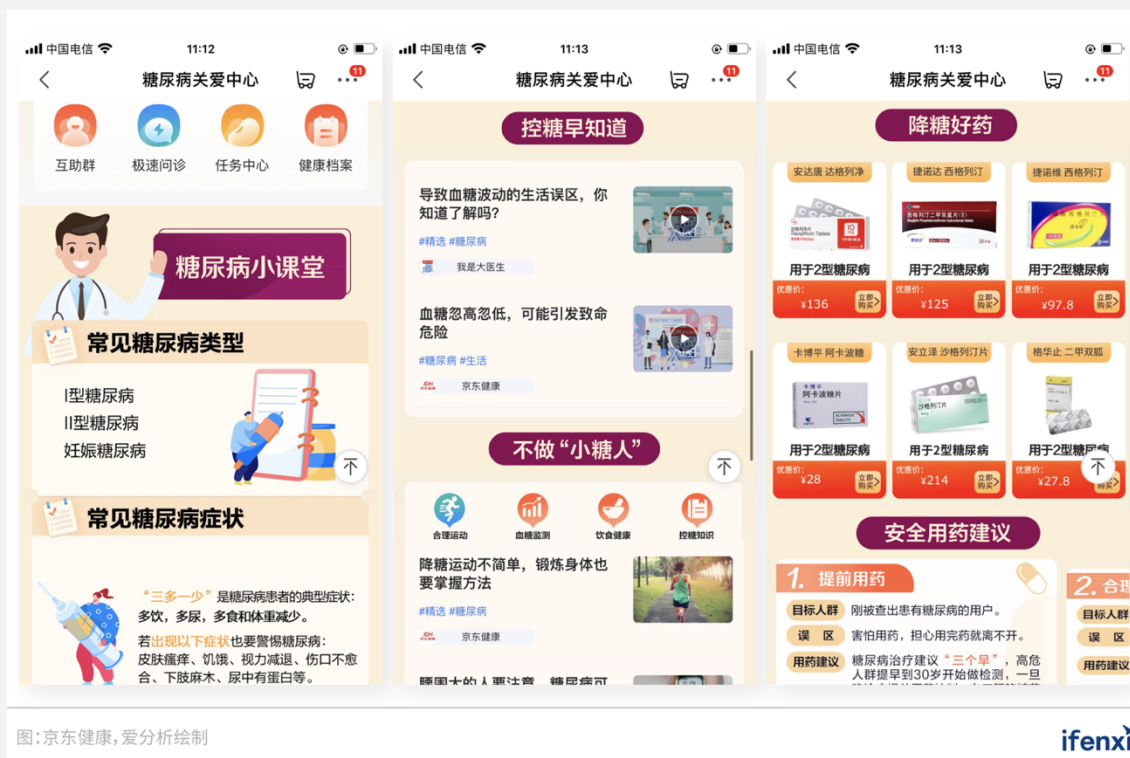 中国电信
11:12
糖尿病关爱中心
11
互助群
极速问诊
任务中心
健康档案
糖尿病小课堂
常见糖尿病类型
I型糖尿病
II型糖尿病
妊娠糖尿病
常见糖尿病症状
“三多一少”是糖尿病患者的典型症状:
多饮，多尿，多食和体重减少。
若出现以下症状也要警惕糖尿病:
皮肤瘙痒、饥饿、视力减退、伤口不愈
合、下肢麻木、尿中有蛋白等。
中国电信
11:13
糖尿病关爱中心
11
控糖早知道
导致血糖波动的生活误区，你
知道了解吗?
#精选 #糖尿病
我是大医生
血糖忽高忽低，可能引发致命
危险
#糖尿病 #生活
京东健康
不做“小糖人”
合理运动
血糖监测
饮食健康
控糖知识
降糖运动不简单，锻炼身体也
要掌握方法
#精选 #糖尿病
京东健康
腰围大的人要注意，糖尿病可
中国电信
11:13
糖尿病关爱中心
11
降糖好药
安达唐 达格列净
捷诺达 西格列汀
捷诺维 西格列汀
用于2型糖尿病
用于2型糖尿病
用于2型糖尿病
优惠价:
¥136
立即
购买
优惠价:
¥125
立即
购买
优惠价:
¥97.8
立即
购买
卡博平 阿卡波糖
安立泽 沙格列汀片
格华止 二甲双胍
卡博平
阿卡波糖片
沙格列汀片
用于2型糖尿病
用于2型糖尿病
用于2型糖尿病
优惠价:
¥28
立即
购买
优惠价:
¥214
立即
购买
优惠价:
¥27.8
购买
安全用药建议
1. 提前用药
目标人群 刚被查出患有糖尿病的用户。
误 区 害怕用药，担心用完药就离不开。
用药建议 糖尿病治疗建议“三个早”，高危
人群提早到30岁开始做检测，一旦
2. 合理
目标人群
误 区
用药建议
图:京东健康,爱分析绘制
ifenxi